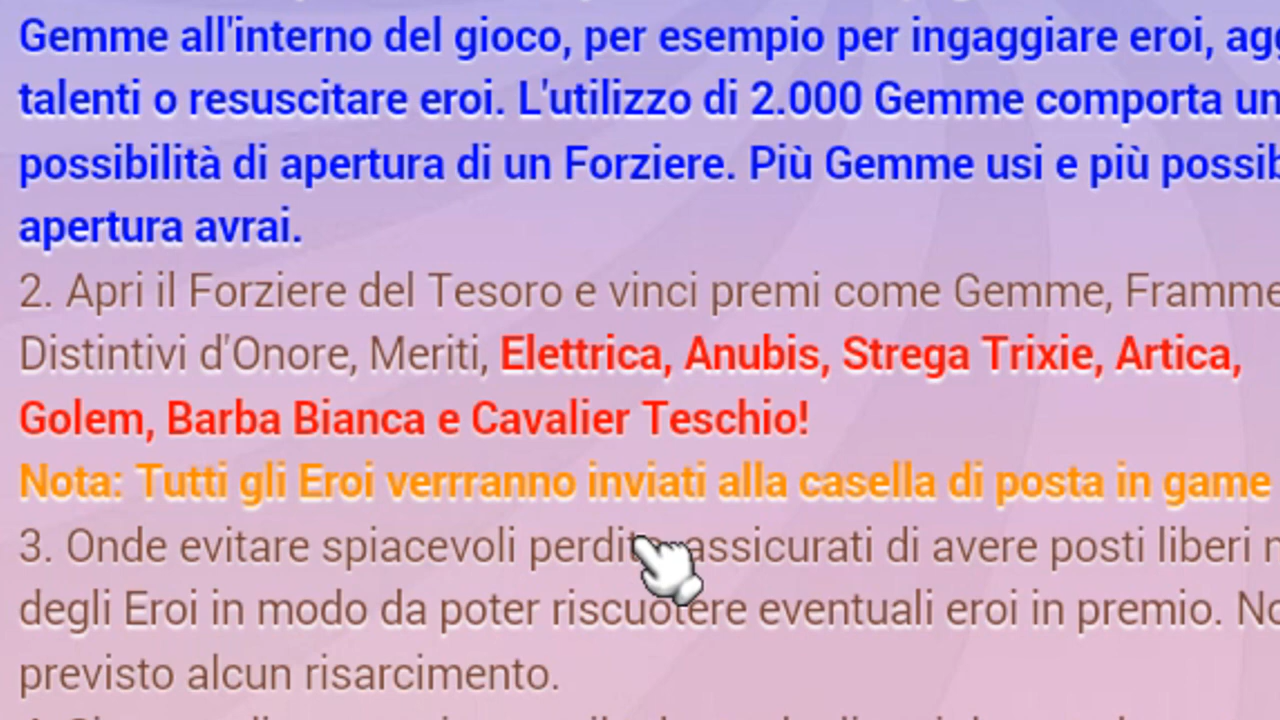 Gemme all'interno del gioco, per esempio per ingaggiare eroi,
talenti o resuscitare eroi. L'utilizzo di 2.000 Gemme comporta
possibilità di apertura di un Forziere. Più Gemme usi e più
apertura avrai.
2. Apri il Forziere del Tesoro e vinci premi come Gemme,
Distintivi d'Onore, Meriti, Elettrica, Anubis, Strega Trixie, Artica,
Golem, Barba Bianca e Cavalier Teschio!
Nota: Tutti gli Eroi verrranno inviati alla casella di posta in game
3. Onde evitare spiacevoli assicurati di avere posti liberi
degli Eroi in modo da poter riscuotere eventuali eroi in premio.
previsto alcun risarcimento.